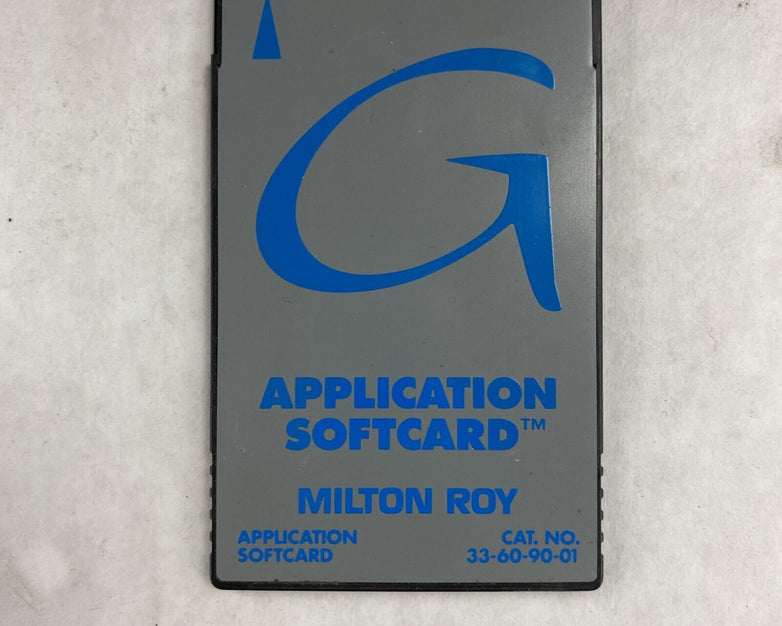 G
APPLICATION
SOFTCARD™
MILTON ROY
APPLICATION
SOFTCARD
CAT. NO.
33-60-90-01